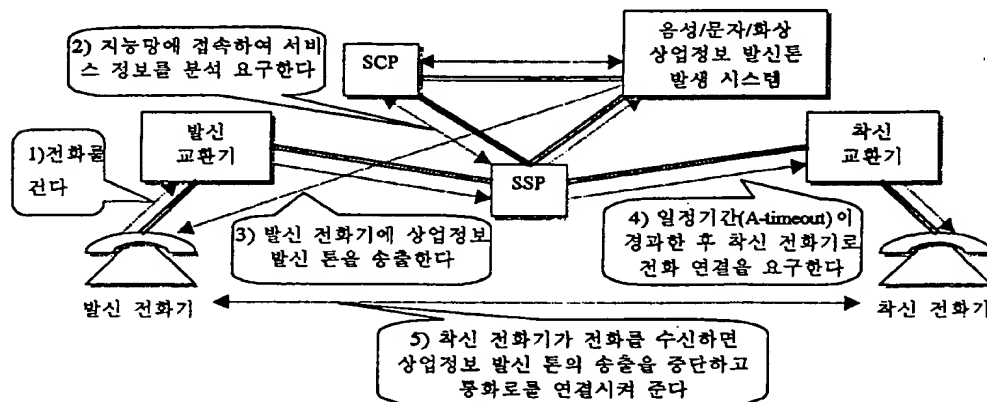 음성/문자/화상
상업정보 발신톤
발생 시스템
2) 지능망에 접속하여 서비
스 정보를 분석 요구한다
SCP
발신
교환기
착신
교환기
1)전화를
건다
SSP
3) 발신 전화기에 상업정보
발신 톤을 송출한다
4) 일정기간(A-timeout) 이
경과한 후 착신 전화기로
전화 연결을 요구한다
발신 전화기
착신 전화기
5) 착신 전화기가 전화를 수신하면
상업정보 발신 톤의 송출을 중단하고
통화로를 연결시켜 준다